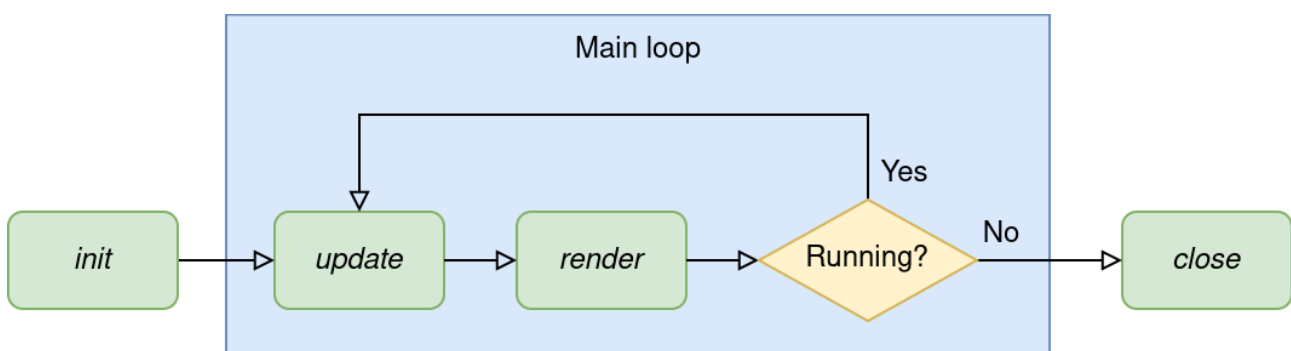 Main loop
Yes
init
update
render
Running?
No
close